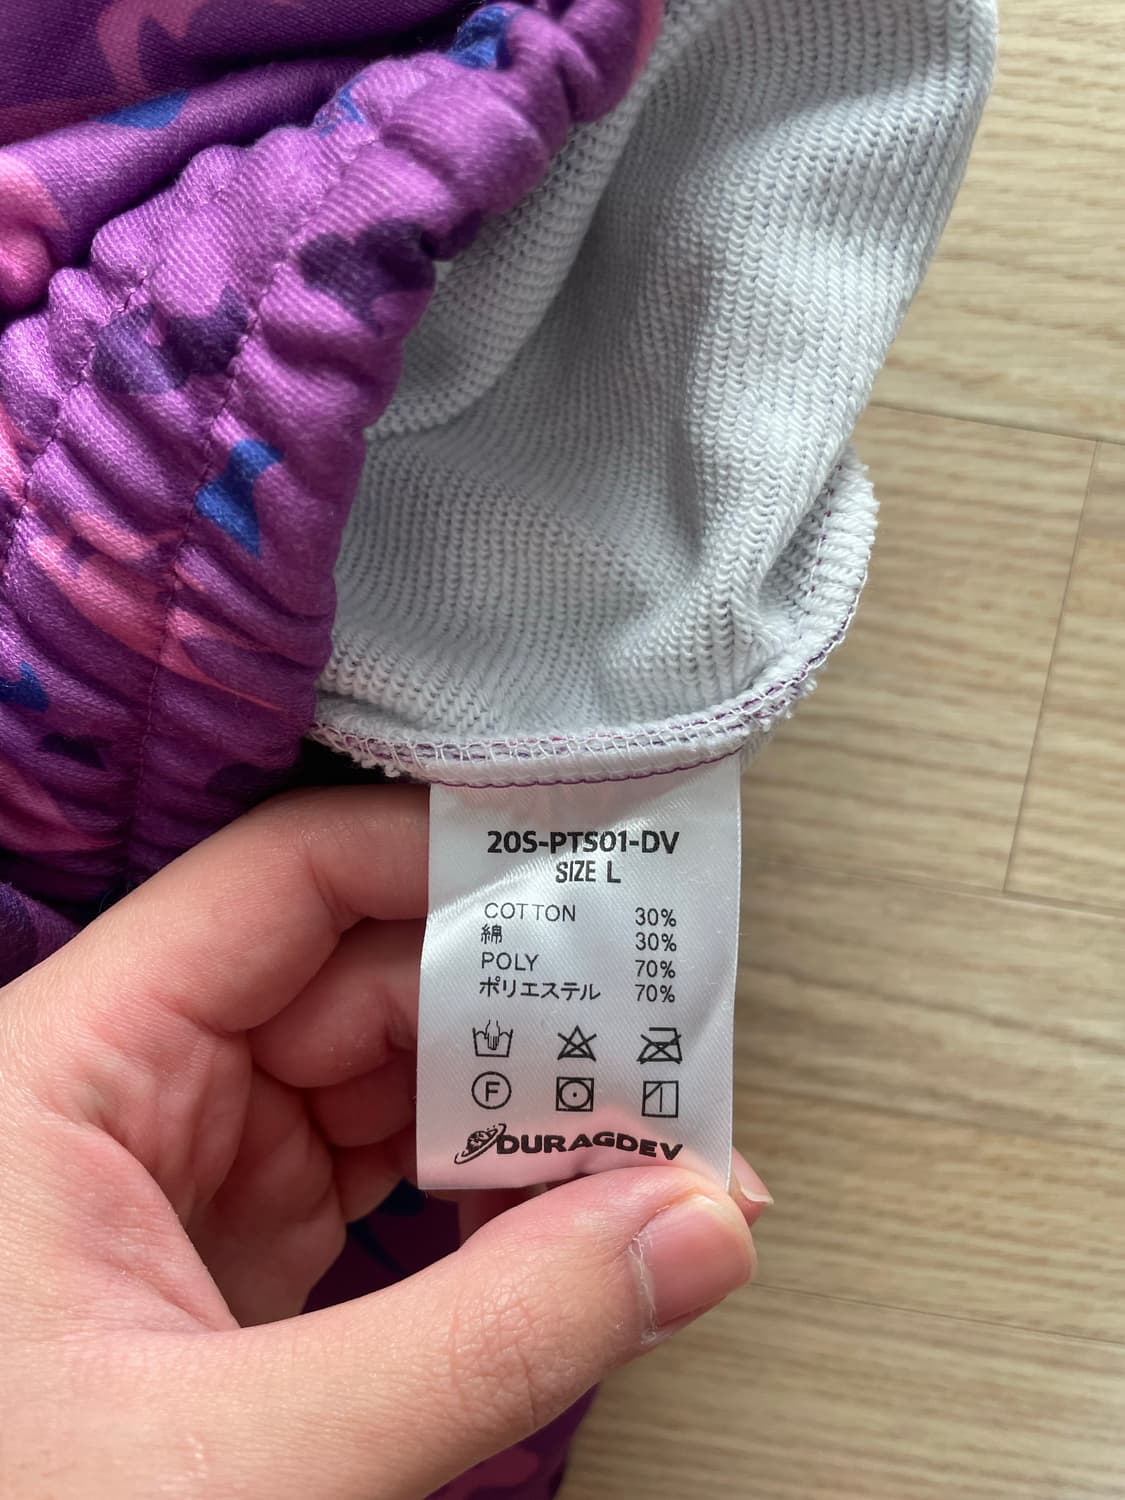 20S-PTS01-DV
SIZE L
COTTON 30%
綿 30%
POLY 70%
ポリエステル 70%
F
DURAGDEV